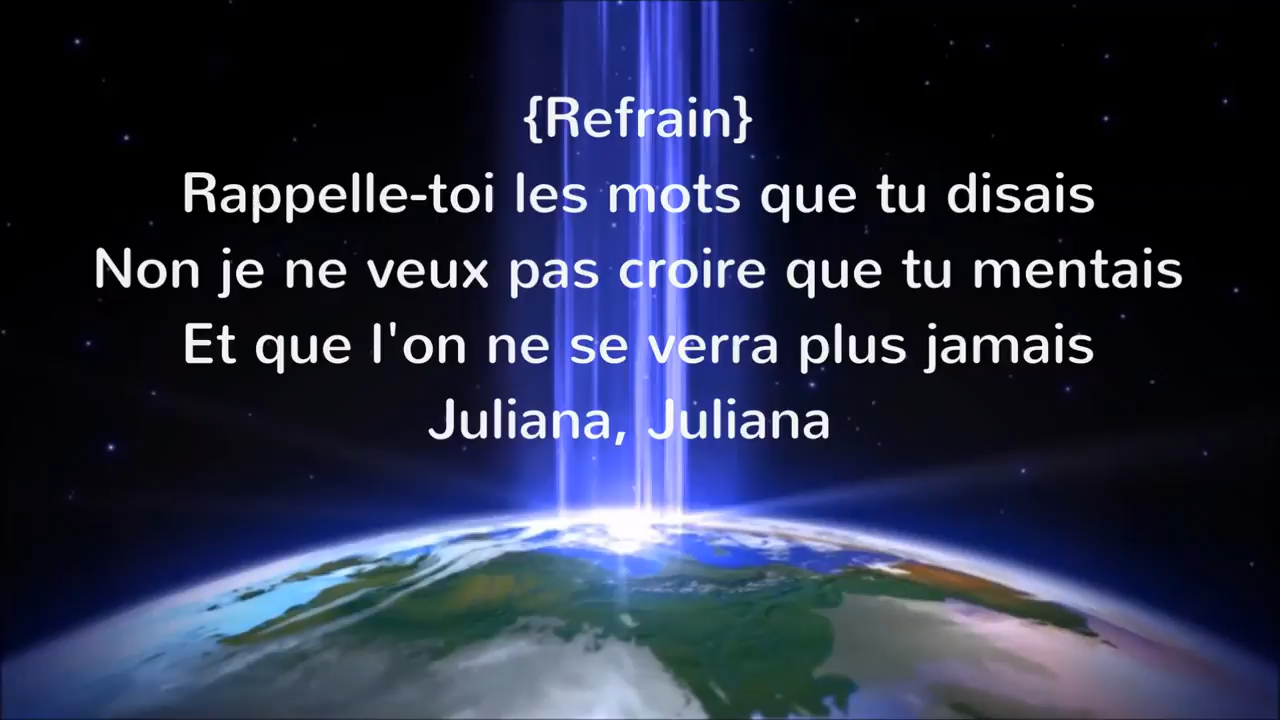 {Refrain}
Rappelle-toi les mots que tu disais
Non je ne veux pas croire que tu mentais
Et que l'on ne se verra plus jamais
Juliana, Juliana